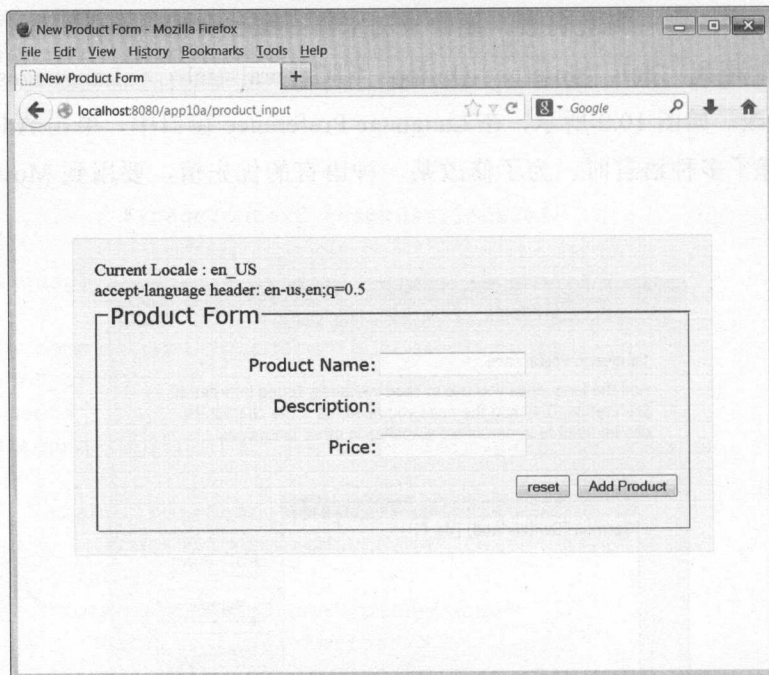 New Product Form - Mozilla Firefox
File Edit View History Bookmarks Tools Help
New Product Form +
localhost:8080/app10a/product_input
8 Google
Current Locale : en_US
accept-language header: en-us,en;q=0.5
Product Form
Product Name:
Description:
Price:
reset Add Product